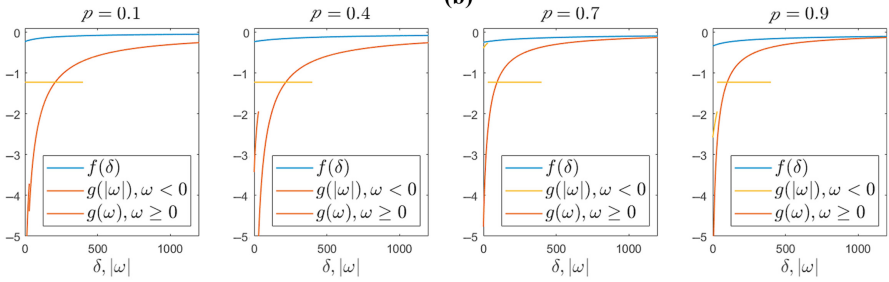 (b)
p = 0.1
0
−1
−2
−3
−4
−5
f(δ)
g(|ω|), ω < 0
g(ω), ω ≥ 0
0 500 1000
δ, |ω|
p = 0.4
0
−1
−2
−3
−4
−5
f(δ)
g(|ω|), ω < 0
g(ω), ω ≥ 0
0 500 1000
δ, |ω|
p = 0.7
0
−1
−2
−3
−4
−5
f(δ)
g(|ω|), ω < 0
g(ω), ω ≥ 0
0 500 1000
δ, |ω|
p = 0.9
0
−1
−2
−3
−4
−5
f(δ)
g(|ω|), ω < 0
g(ω), ω ≥ 0
0 500 1000
δ, |ω|